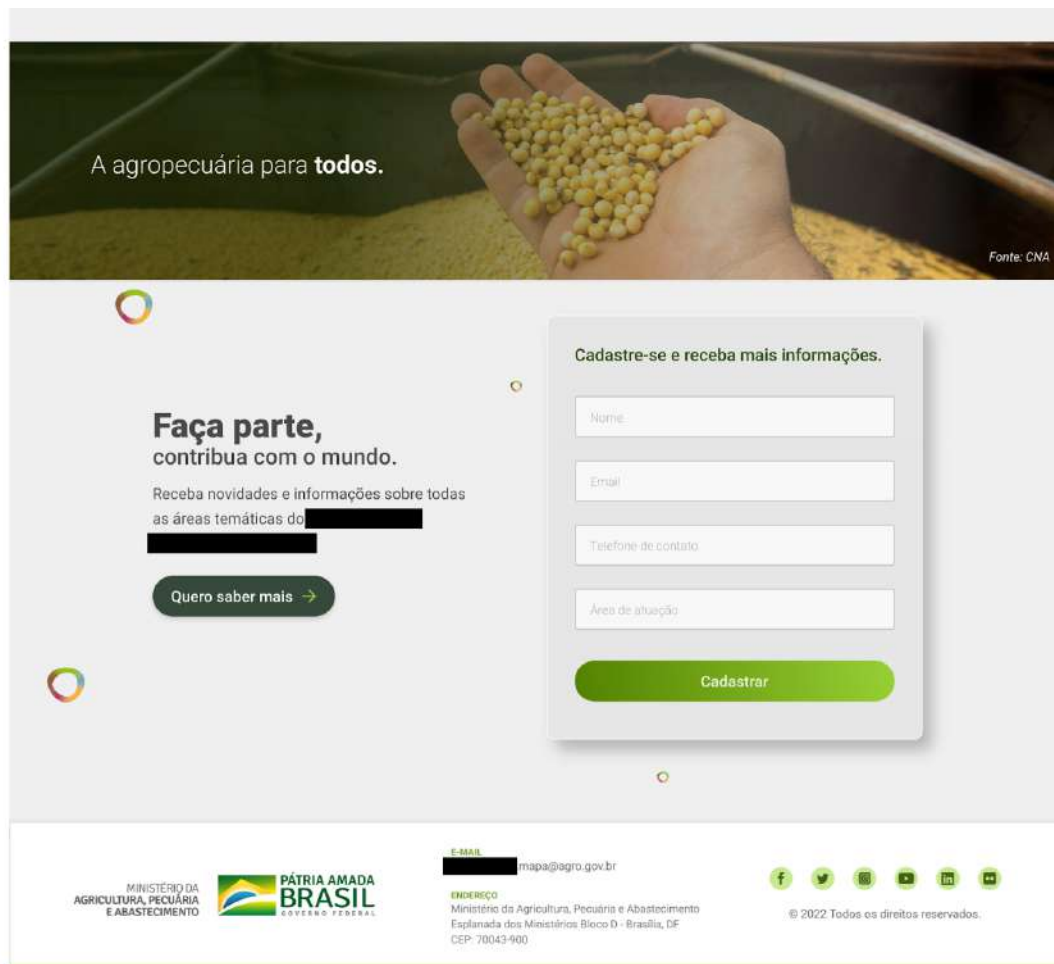 A agropecuária para todos.
Fonte: CNA
Faça parte,
contribua com o mundo.
Receba novidades e informações sobre todas
as áreas temáticas do
Quero saber mais →
Cadastre-se e receba mais informações.
Nome
Email
Telefone de contato
Área de atuação
Cadastrar
MINISTÉRIO DA
AGRICULTURA, PECUÁRIA
E ABASTECIMENTO
PÁTRIA AMADA
BRASIL
GOVERNO FEDERAL
E-MAIL
mapa@agro.gov.br
ENDEREÇO
Ministério da Agricultura, Pecuária e Abastecimento
Esplanada dos Ministérios Bloco D - Brasília, DF
CEP: 70043-900
© 2022 Todos os direitos reservados.